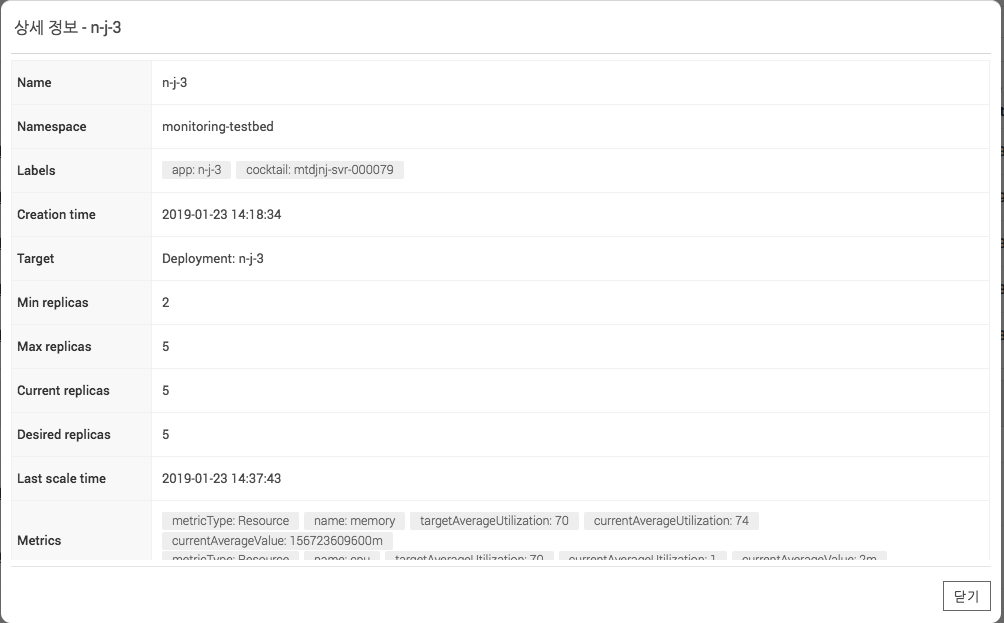 상세 정보 - n-j-3
Name n-j-3
Namespace monitoring-testbed
Labels app: n-j-3 cocktail: mtdjnj-svr-000079
Creation time 2019-01-23 14:18:34
Target Deployment: n-j-3
Min replicas 2
Max replicas 5
Current replicas 5
Desired replicas 5
Last scale time 2019-01-23 14:37:43
metricType: Resource name: memory targetAverageUtilization: 70 currentAverageUtilization: 74
Metrics currentAverageValue: 156723609600m
metricType: Resource name: cpu targetAverageUtilization: 70 currentAverageUtilization: 1 currentAverageValue: 2m
닫기